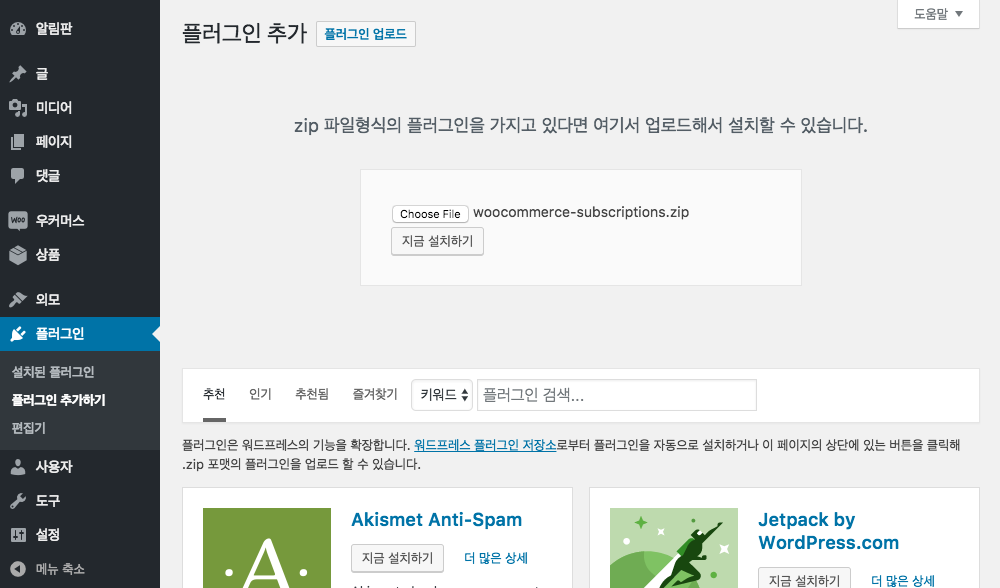 알림판
글
미디어
페이지
댓글
우커머스
상품
외모
플러그인
설치된 플러그인
플러그인 추가하기
편집기
사용자
도구
설정
메뉴 축소
도움말 ▼
플러그인 추가 플러그인 업로드
zip 파일형식의 플러그인을 가지고 있다면 여기서 업로드해서 설치할 수 있습니다.
Choose File woocommerce-subscriptions.zip
지금 설치하기
추천 인기 추천됨 즐겨찾기 키워드 플러그인 검색...
플러그인은 워드프레스의 기능을 확장합니다. 워드프레스 플러그인 저장소로부터 플러그인을 자동으로 설치하거나 이 페이지의 상단에 있는 버튼을 클릭해
.zip 포맷의 플러그인을 업로드 할 수 있습니다.
·A·
Akismet Anti-Spam
지금 설치하기 더 많은 상세
Jetpack by
WordPress.com
지금 설치하기 더 많은 상세